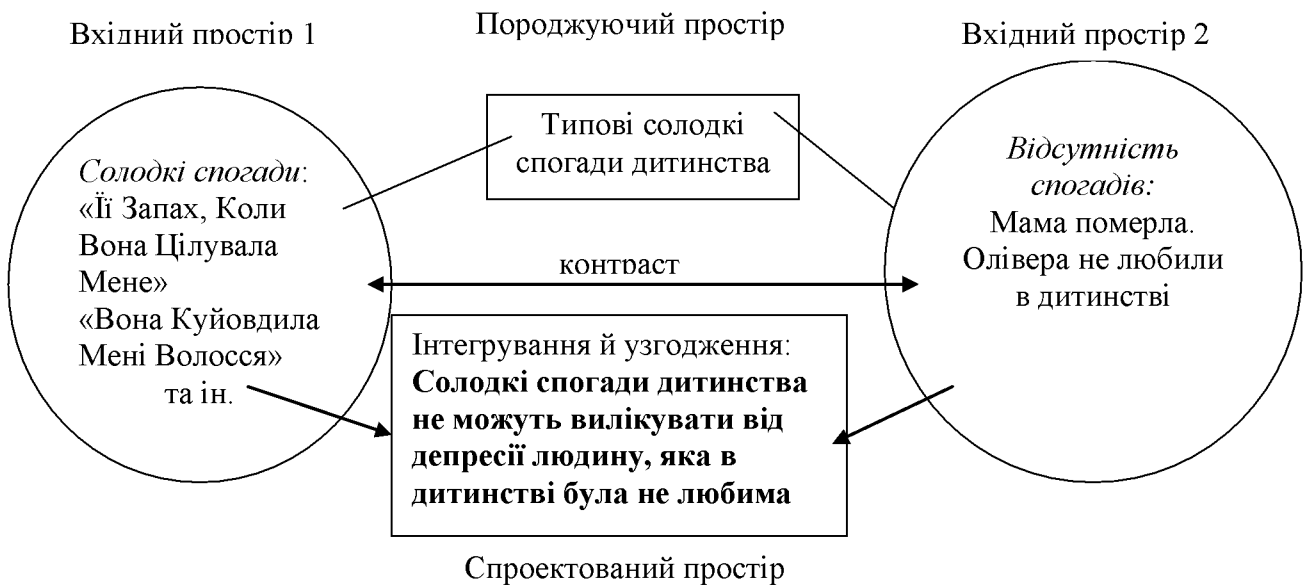 Вхідний простір 1
Породжуючий простір
Вхідний простір 2
Типові солодкі
спогади дитинства
Солодкі спогади:
«Її Запах, Коли
Вона Цілувала
Мене»
«Вона Куйовдила
Мені Волосся»
та ін.
Відсутність
спогадів:
Мама померла.
Олівера не любили
в дитинстві
контраст
Інтегрування й узгодження:
Солодкі спогади дитинства
не можуть вилікувати від
депресії людину, яка в
дитинстві була не любима
Спроектований простір